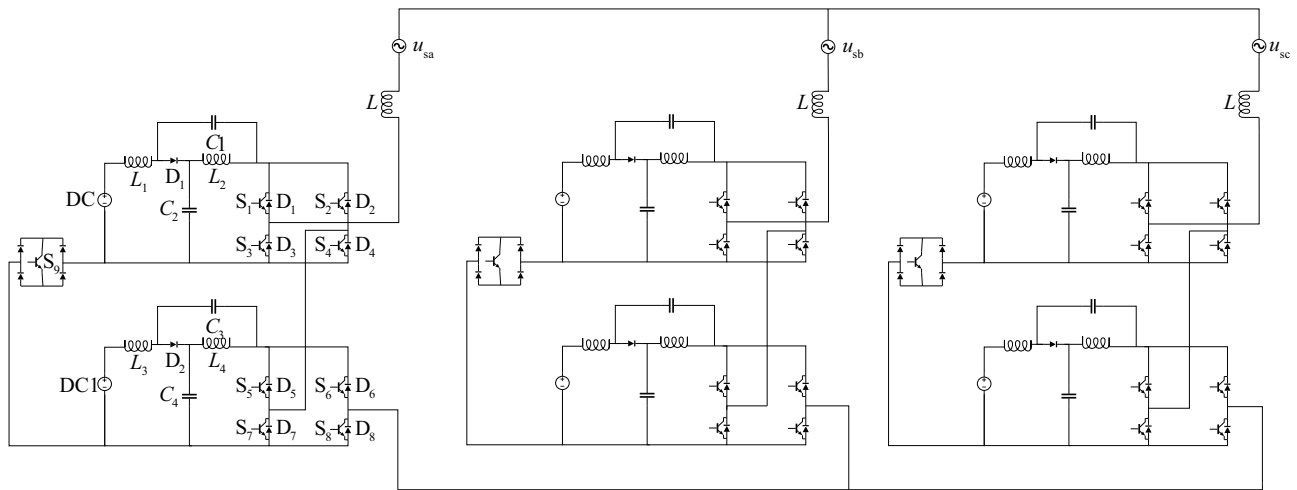 u_sa u_sb u_sc
L L L
C1
DC L₁ D₁ L₂
C₂ S₁ D₁ S₂ D₂
S₉ S₃ D₃ S₄ D₄
C₃
DC1 L₃ D₂ L₄
C₄ S₅ D₅ S₆ D₆
S₇ D₇ S₈ D₈